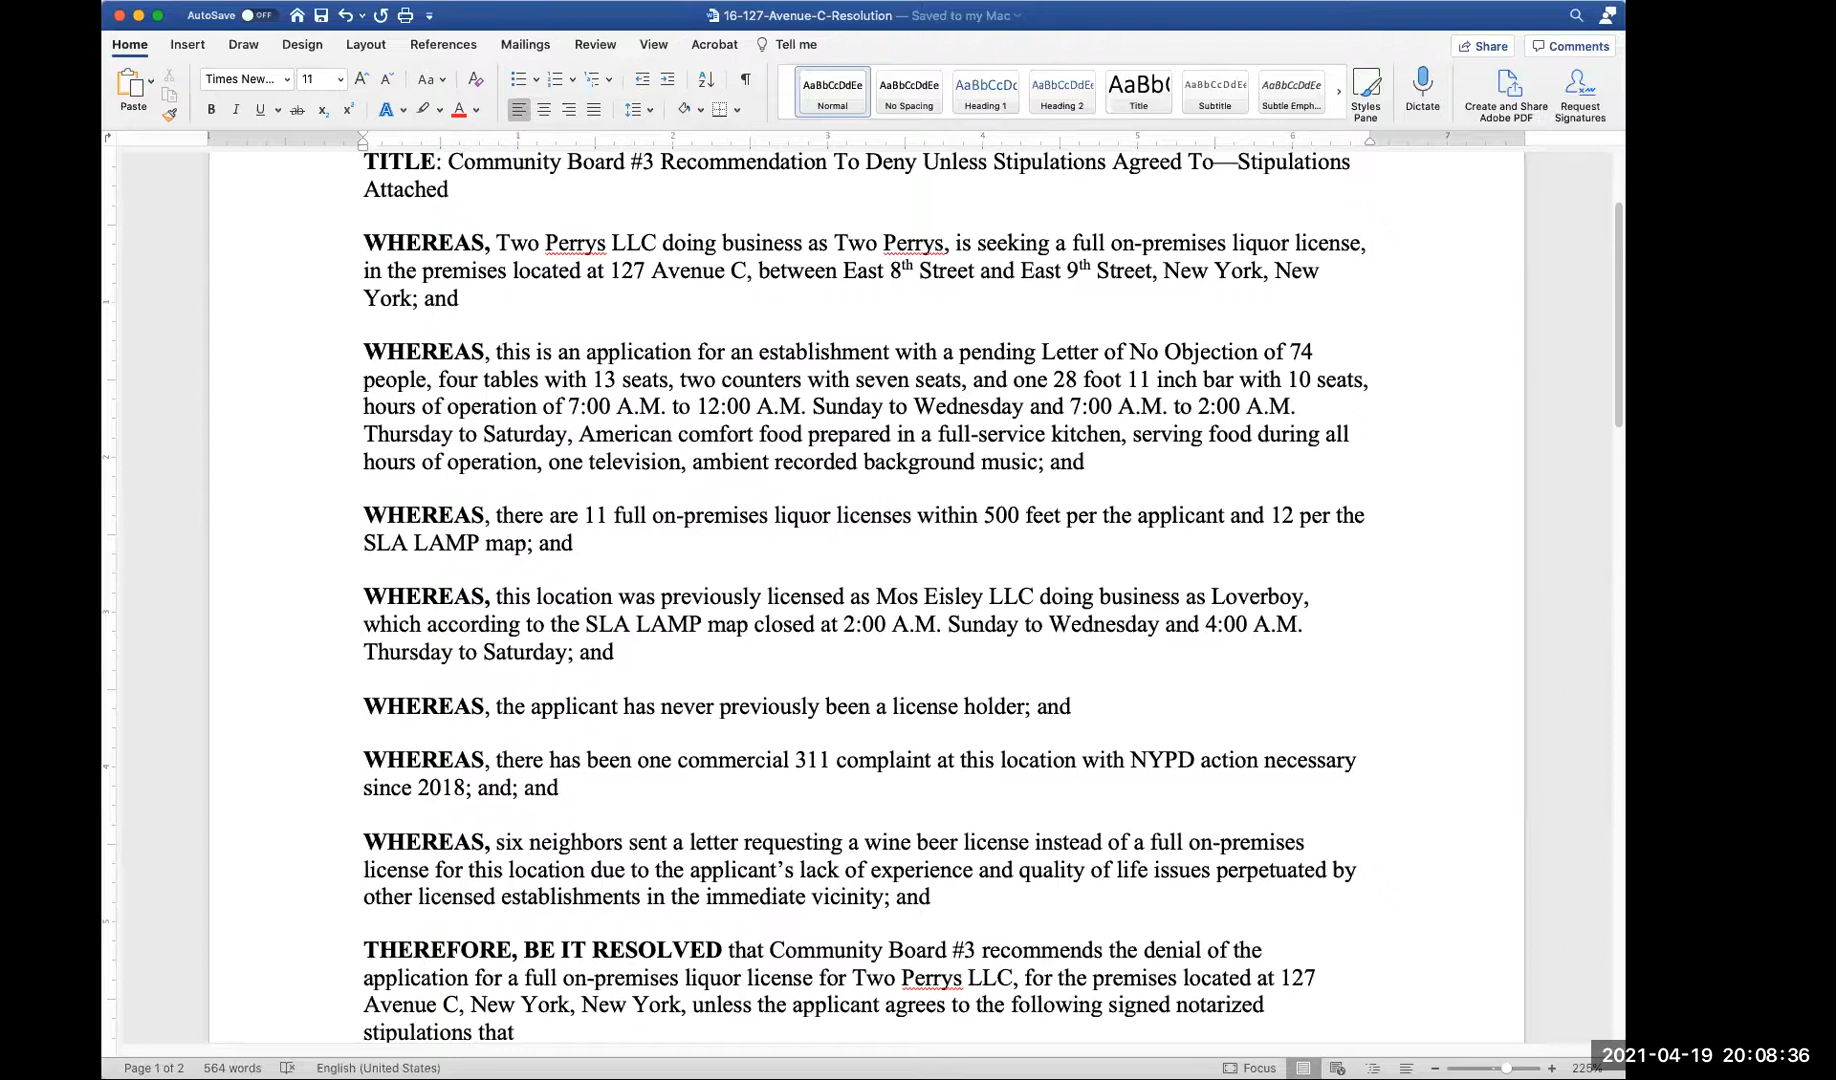 AutoSave OFF
16-127-Avenue-C-Resolution — Saved to my Mac
Home Insert Draw Design Layout References Mailings Review View Acrobat Tell me Share Comments
Paste Times New... 11 Aa
AaBbCcDdEe AaBbCcDdEe AaBbCcDc AaBbCcDdEe AaBb( AaBbCcDdEe AaBbCcDdEe
Normal No Spacing Heading 1 Heading 2 Title Subtitle Subtle Emph...
Styles Pane Dictate Create and Share Adobe PDF Request Signatures
1 2 3 4 5 6 7
TITLE: Community Board #3 Recommendation To Deny Unless Stipulations Agreed To—Stipulations
Attached
WHEREAS, Two Perrys LLC doing business as Two Perrys, is seeking a full on-premises liquor license,
in the premises located at 127 Avenue C, between East 8th Street and East 9th Street, New York, New
York; and
WHEREAS, this is an application for an establishment with a pending Letter of No Objection of 74
people, four tables with 13 seats, two counters with seven seats, and one 28 foot 11 inch bar with 10 seats,
hours of operation of 7:00 A.M. to 12:00 A.M. Sunday to Wednesday and 7:00 A.M. to 2:00 A.M.
Thursday to Saturday, American comfort food prepared in a full-service kitchen, serving food during all
hours of operation, one television, ambient recorded background music; and
WHEREAS, there are 11 full on-premises liquor licenses within 500 feet per the applicant and 12 per the
SLA LAMP map; and
WHEREAS, this location was previously licensed as Mos Eisley LLC doing business as Loverboy,
which according to the SLA LAMP map closed at 2:00 A.M. Sunday to Wednesday and 4:00 A.M.
Thursday to Saturday; and
WHEREAS, the applicant has never previously been a license holder; and
WHEREAS, there has been one commercial 311 complaint at this location with NYPD action necessary
since 2018; and; and
WHEREAS, six neighbors sent a letter requesting a wine beer license instead of a full on-premises
license for this location due to the applicant’s lack of experience and quality of life issues perpetuated by
other licensed establishments in the immediate vicinity; and
THEREFORE, BE IT RESOLVED that Community Board #3 recommends the denial of the
application for a full on-premises liquor license for Two Perrys LLC, for the premises located at 127
Avenue C, New York, New York, unless the applicant agrees to the following signed notarized
stipulations that
Page 1 of 2 564 words English (United States) Focus 225%
2021-04-19 20:08:36